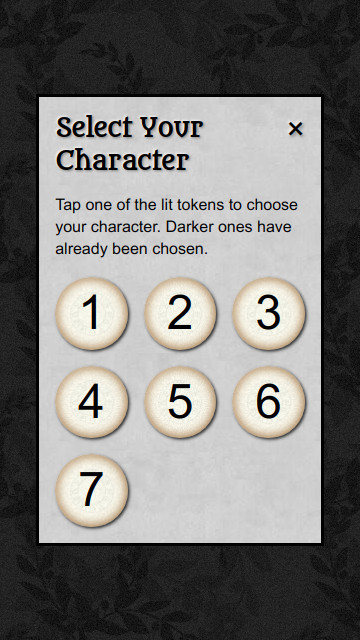 Select Your
Character
×
Tap one of the lit tokens to choose
your character. Darker ones have
already been chosen.
1 2 3
4 5 6
7